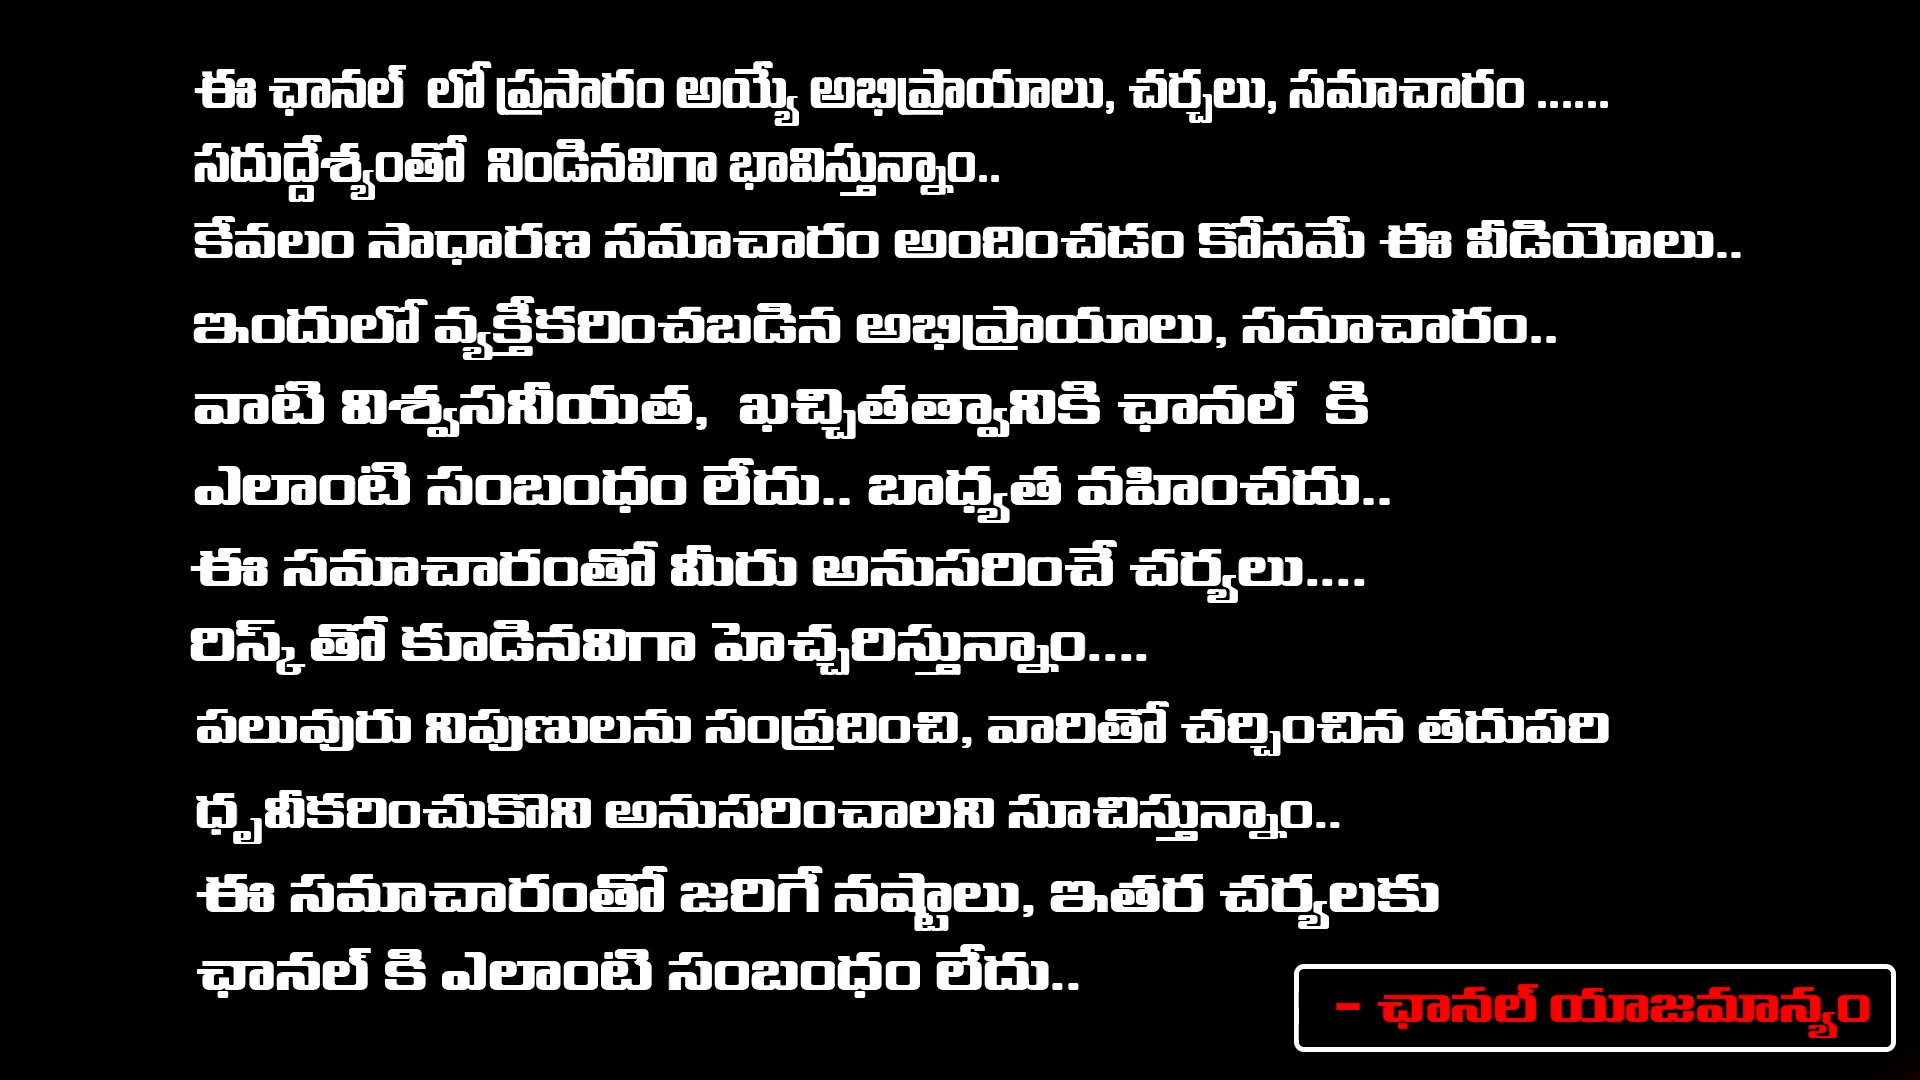 ఈ ఛానల్ లో ప్రసారం అయ్యే అభిప్రాయాలు, చర్చలు, సమాచారం ......
సదుద్దేశ్యంతో నిండినవిగా భావిస్తున్నాం..
కేవలం సాధారణ సమాచారం అందించడం కోసమే ఈ వీడియోలు..
ఇందులో వ్యక్తీకరించబడిన అభిప్రాయాలు, సమాచారం..
వాటి విశ్వసనీయత, ఖచ్చితత్వానికి ఛానల్ కి
ఎలాంటి సంబంధం లేదు.. బాధ్యత వహించదు..
ఈ సమాచారంతో మీరు అనుసరించే చర్యలు....
రిస్క్ తో కూడినవిగా హెచ్చరిస్తున్నాం....
పలువురు నిపుణులను సంప్రదించి, వారితో చర్చించిన తదుపరి
ధృవీకరించుకొని అనుసరించాలని సూచిస్తున్నాం..
ఈ సమాచారంతో జరిగే నష్టాలు, ఇతర చర్యలకు
ఛానల్ కి ఎలాంటి సంబంధం లేదు..
- ఛానల్ యాజమాన్యం